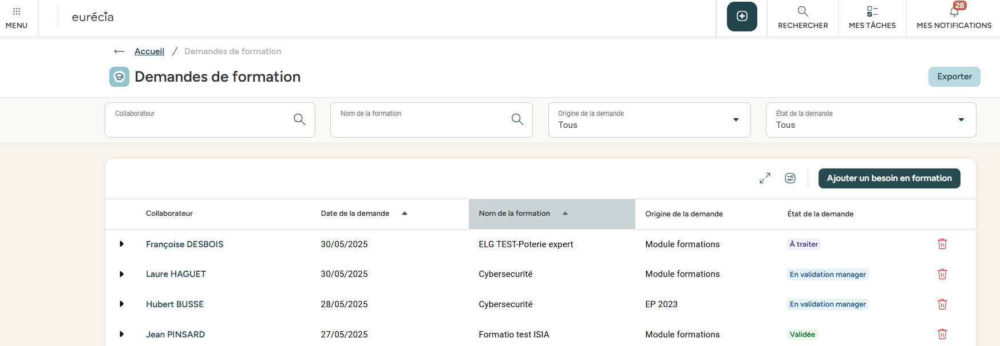 MENU
eurécia
RECHERCHER
MES TÂCHES
28
MES NOTIFICATIONS
Accueil / Demandes de formation
Demandes de formation
Exporter
Collaborateur
Nom de la formation
Origine de la demande
Tous
État de la demande
Tous
Ajouter un besoin en formation
Collaborateur Date de la demande Nom de la formation Origine de la demande État de la demande
Françoise DESBOIS 30/05/2025 ELG TEST-Poterie expert Module formations À traiter
Laure HAGUET 30/05/2025 Cybersecurité Module formations En validation manager
Hubert BUSSE 28/05/2025 Cybersecurité EP 2023 En validation manager
Jean PINSARD 27/05/2025 Formatio test ISIA Module formations Validée